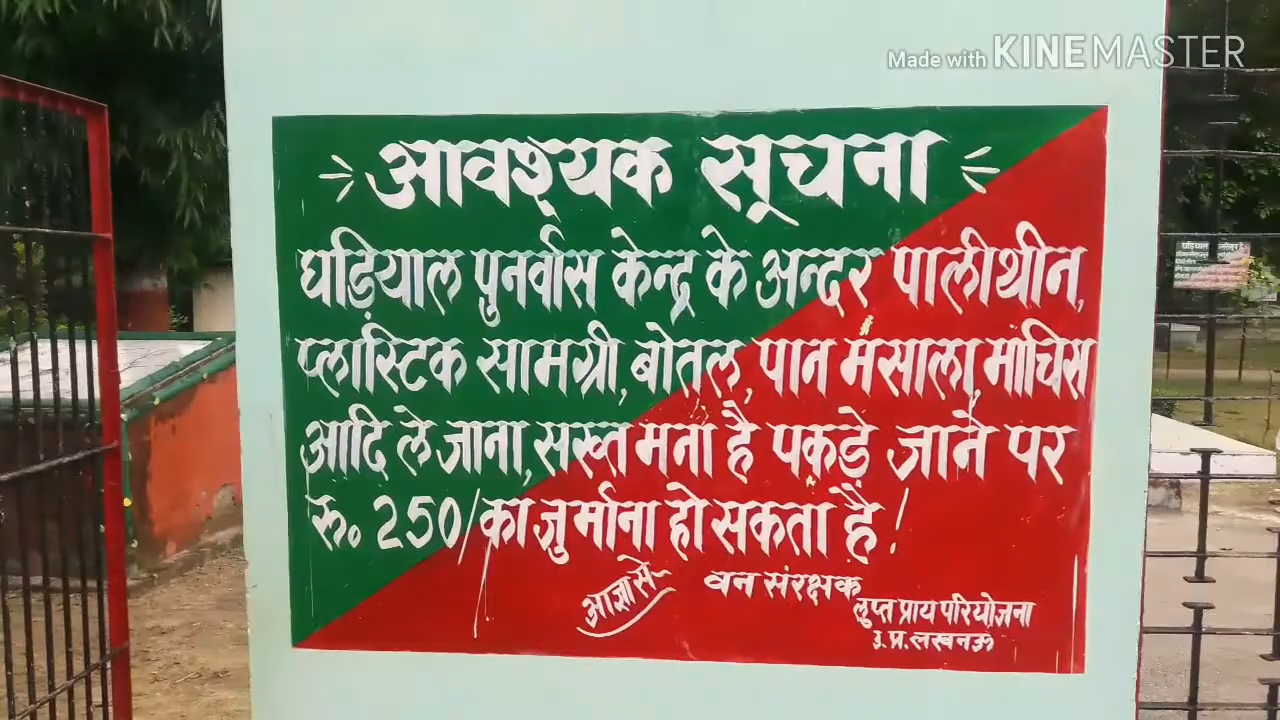 Made with KINEMASTER
आवश्यक सूचना
घड़ियाल पुनर्वास केन्द्र के अन्दर पालीथीन,
प्लास्टिक सामग्री, बोतल, पान मसाला, माचिस
आदि ले जाना, सख्त मना है पकड़े जाने पर
रु० 250/ का जुर्माना हो सकता है!
आज्ञा से
वन संरक्षक
लुप्त प्राय परियोजना
उ.प्र. लखनऊ